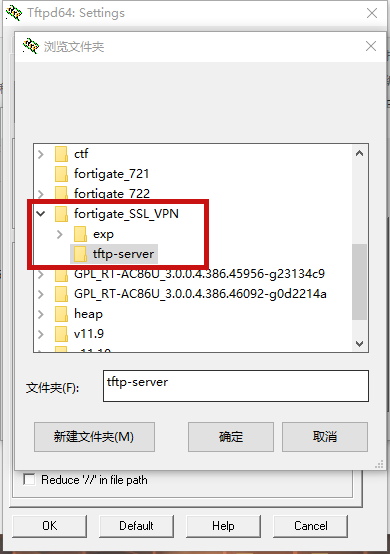 Tftpd64: Settings
浏览文件夹
ctf
fortigate_721
fortigate_722
fortigate_SSL_VPN
exp
tftp-server
GPL_RT-AC86U_3.0.0.4.386.45956-g23134c9
GPL_RT-AC86U_3.0.0.4.386.46092-g0d2214a
heap
v11.9
文件夹(F):
tftp-server
新建文件夹(M)
确定
取消
Reduce '//' in file path
OK
Default
Help
Cancel